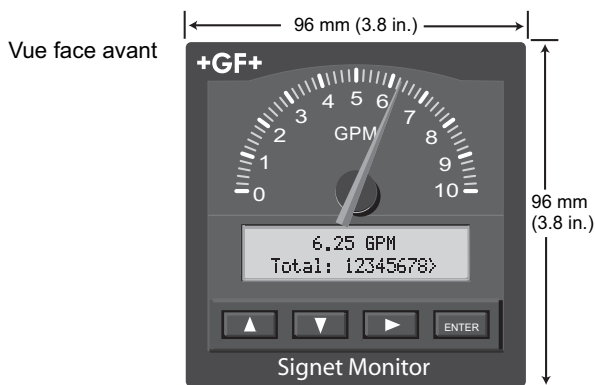 96 mm (3.8 in.)
Vue face avant
+GF+
0 1 2 3 4 5 6 7 8 9 10
GPM
96 mm
(3.8 in.)
6.25 GPM
Total: 12345678>
ENTER
Signet Monitor